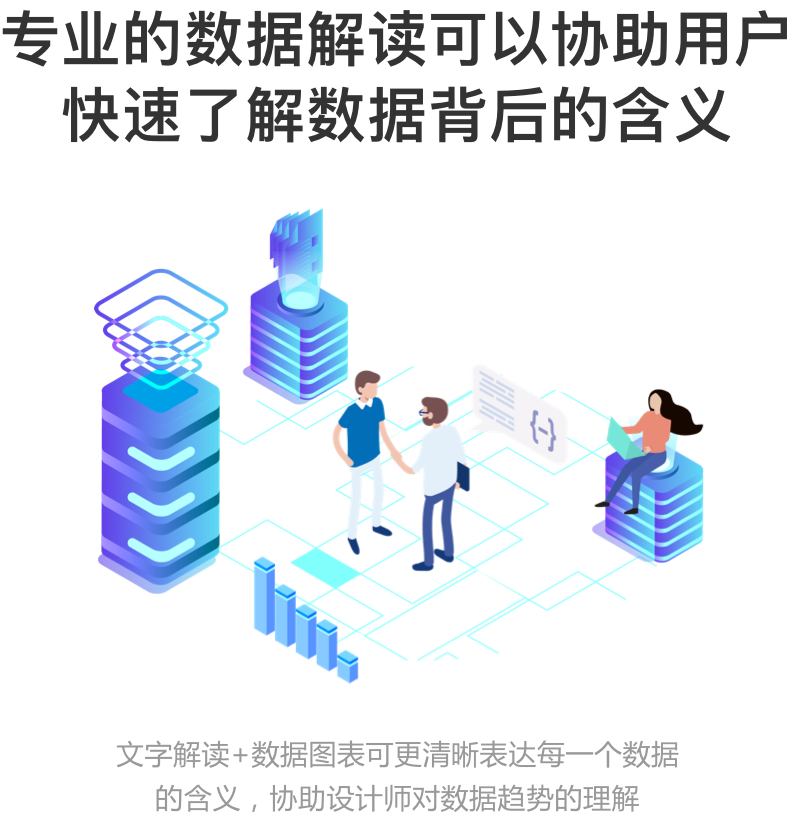 专业的数据解读可以协助用户
快速了解数据背后的含义
{--}
文字解读+数据图表可更清晰表达每一个数据
的含义，协助设计师对数据趋势的理解